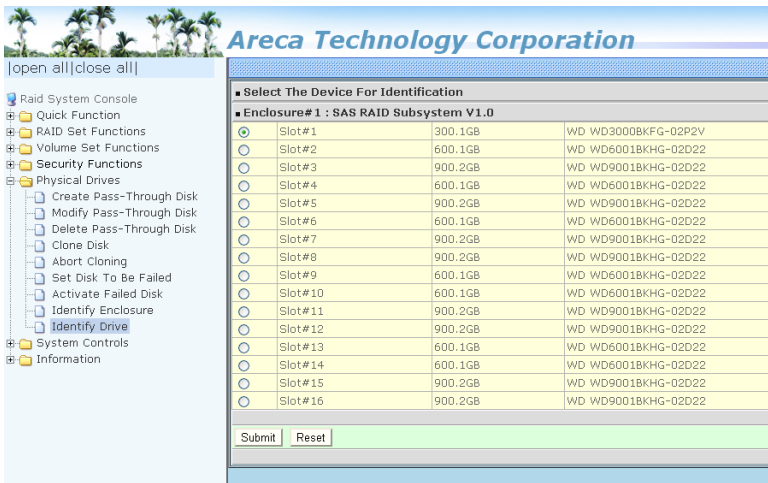 Areca Technology Corporation
|open all|close all|
Raid System Console
Quick Function
RAID Set Functions
Volume Set Functions
Security Functions
Physical Drives
Create Pass-Through Disk
Modify Pass-Through Disk
Delete Pass-Through Disk
Clone Disk
Abort Cloning
Set Disk To Be Failed
Activate Failed Disk
Identify Enclosure
Identify Drive
System Controls
Information
Select The Device For Identification
Enclosure#1 : SAS RAID Subsystem V1.0
Slot#1 300.1GB WD WD3000BKFG-02P2V
Slot#2 600.1GB WD WD6001BKHG-02D22
Slot#3 900.2GB WD WD9001BKHG-02D22
Slot#4 600.1GB WD WD6001BKHG-02D22
Slot#5 900.2GB WD WD9001BKHG-02D22
Slot#6 600.1GB WD WD6001BKHG-02D22
Slot#7 900.2GB WD WD9001BKHG-02D22
Slot#8 900.2GB WD WD9001BKHG-02D22
Slot#9 600.1GB WD WD6001BKHG-02D22
Slot#10 600.1GB WD WD6001BKHG-02D22
Slot#11 900.2GB WD WD9001BKHG-02D22
Slot#12 900.2GB WD WD9001BKHG-02D22
Slot#13 600.1GB WD WD6001BKHG-02D22
Slot#14 600.1GB WD WD6001BKHG-02D22
Slot#15 900.2GB WD WD9001BKHG-02D22
Slot#16 900.2GB WD WD9001BKHG-02D22
Submit Reset